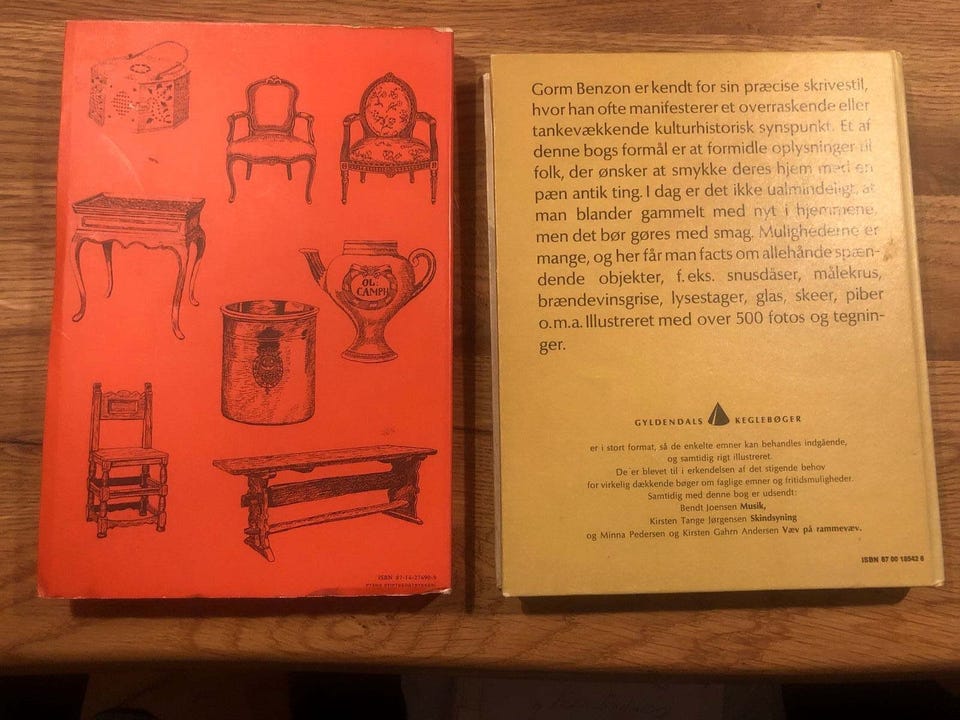 OL:
CAMPH
ISBN 87-14-27690-9
Gorm Benzon er kendt for sin præcise skrivestil,
hvor han ofte manifesterer et overraskende eller
tankevækkende kulturhistorisk synspunkt. Et af
denne bogs formål er at formidle oplysninger til
folk, der ønsker at smykke deres hjem med en
pæn antik ting. I dag er det ikke ualmindeligt, at
man blander gammelt med nyt i hjemmene,
men det bør gøres med smag. Mulighederne er
mange, og her får man facts om allehånde spæn-
dende objekter, f.eks. snusdåser, målekrus,
brændevinsgrise, lysestager, glas, skeer, piber
o.m.a. Illustreret med over 500 fotos og tegnin-
ger.
GYLDENDALS KEGLEBØGER
er i stort format, så de enkelte emner kan behandles indgående,
og samtidig rigt illustreret.
De er blevet til i erkendelsen af det stigende behov
for virkelig dækkende bøger om faglige emner og fritidsmuligheder.
Samtidig med denne bog er udsendt:
Bendt Joensen Musik,
Kirsten Tange Jørgensen Skindsyning
og Minna Pedersen og Kirsten Gahrn Andersen Væv på rammevæv.
ISBN 87 00 18542 6